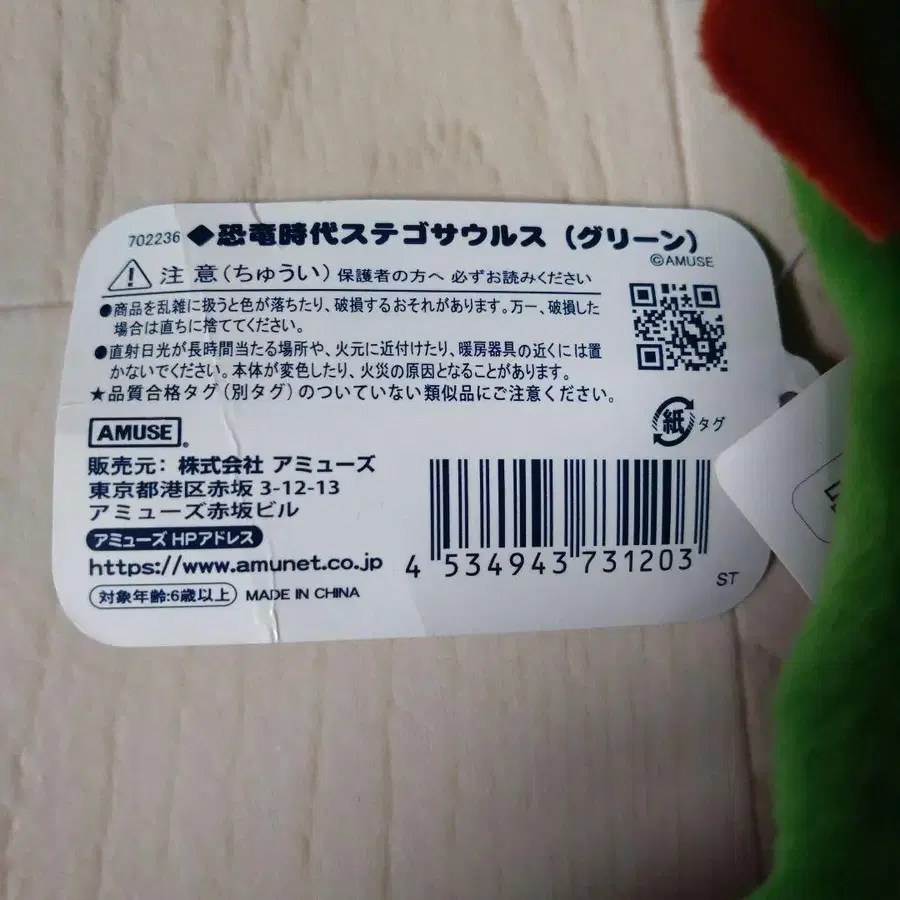 702236 ◆恐竜時代ステゴサウルス（グリーン）
©AMUSE
注意（ちゅうい）保護者の方へ 必ずお読みください
●商品を乱雑に扱うと色が落ちたり、破損するおそれがあります。万一、破損した
場合は直ちに捨ててください。
●直射日光が長時間当たる場所や、火元に近付けたり、暖房器具の近くには置
かないでください。本体が変色したり、火災の原因となることがあります。
★品質合格タグ（別タグ）のついていない類似品にご注意ください。
紙 タグ
AMUSE
販売元：株式会社 アミューズ
東京都港区赤坂 3-12-13
アミューズ赤坂ビル
アミューズ HPアドレス
https://www.amunet.co.jp
対象年齢:6歳以上 MADE IN CHINA
4 534943 731203
ST